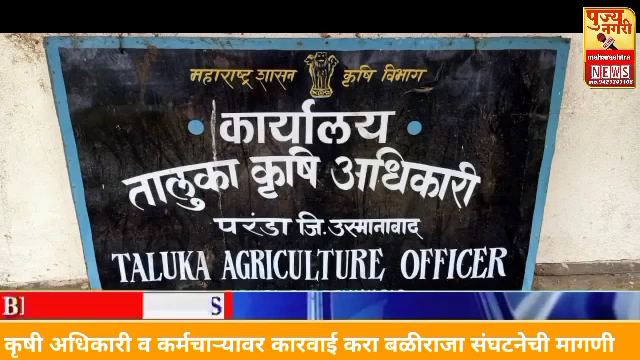 पुज्य
नगरी
mahrashtra
NEWS
महाराष्ट्र शासन कृषि विभाग
कार्यालय
तालुका कृषि अधिकारी
परंडा जि. उस्मानाबाद
TALUKA AGRICULTURE OFFICER
B S
कृषी अधिकारी व कर्मचाऱ्यावर कारवाई करा बळीराजा संघटनेची मागणी